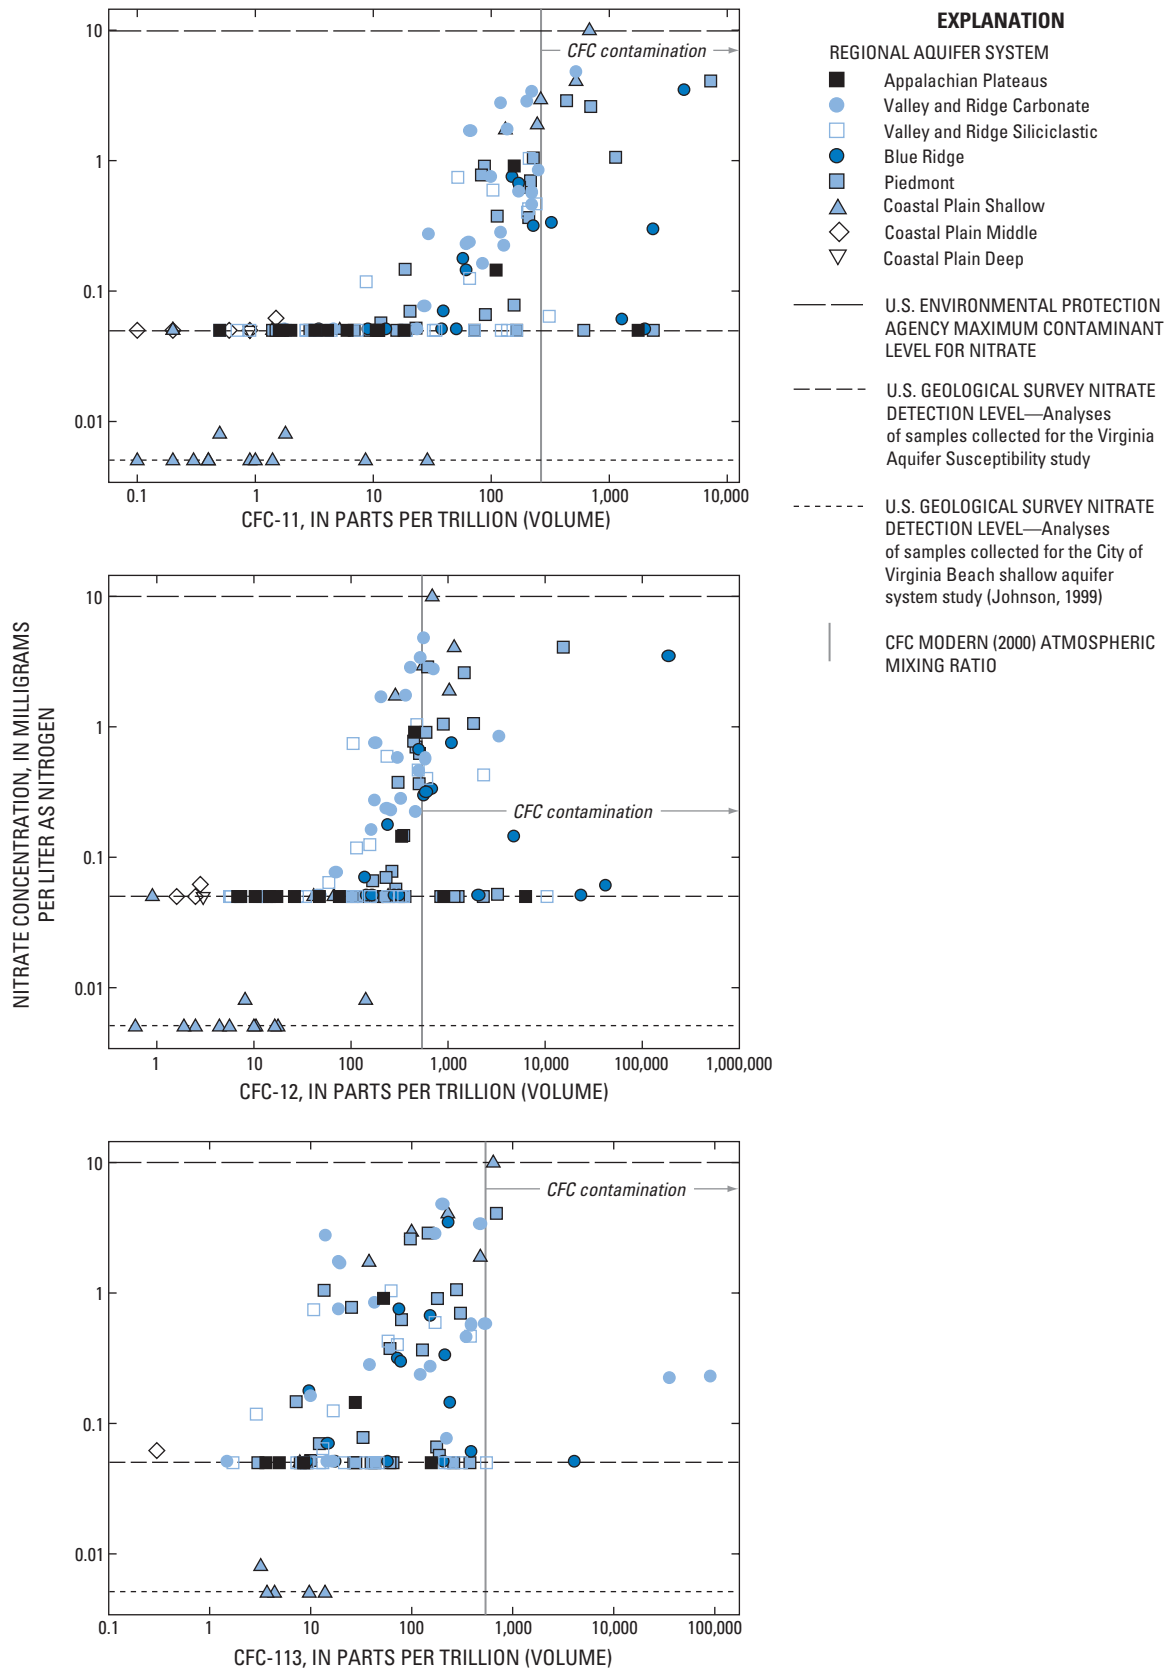 10
1
0.1
0.01
CFC contamination
0.1
1
10
100
1,000
10,000
CFC-11, IN PARTS PER TRILLION (VOLUME)
EXPLANATION
REGIONAL AQUIFER SYSTEM
Appalachian Plateaus
Valley and Ridge Carbonate
Valley and Ridge Siliciclastic
Blue Ridge
Piedmont
Coastal Plain Shallow
Coastal Plain Middle
Coastal Plain Deep
U.S. ENVIRONMENTAL PROTECTION
AGENCY MAXIMUM CONTAMINANT
LEVEL FOR NITRATE
U.S. GEOLOGICAL SURVEY NITRATE
DETECTION LEVEL—Analyses
of samples collected for the Virginia
Aquifer Susceptibility study
U.S. GEOLOGICAL SURVEY NITRATE
DETECTION LEVEL—Analyses
of samples collected for the City of
Virginia Beach shallow aquifer
system study (Johnson, 1999)
CFC MODERN (2000) ATMOSPHERIC
MIXING RATIO
NITRATE CONCENTRATION, IN MILLIGRAMS
PER LITER AS NITROGEN
10
1
0.1
0.01
CFC contamination
1
10
100
1,000
10,000
100,000
1,000,000
CFC-12, IN PARTS PER TRILLION (VOLUME)
10
1
0.1
0.01
CFC contamination
0.1
1
10
100
1,000
10,000
100,000
CFC-113, IN PARTS PER TRILLION (VOLUME)